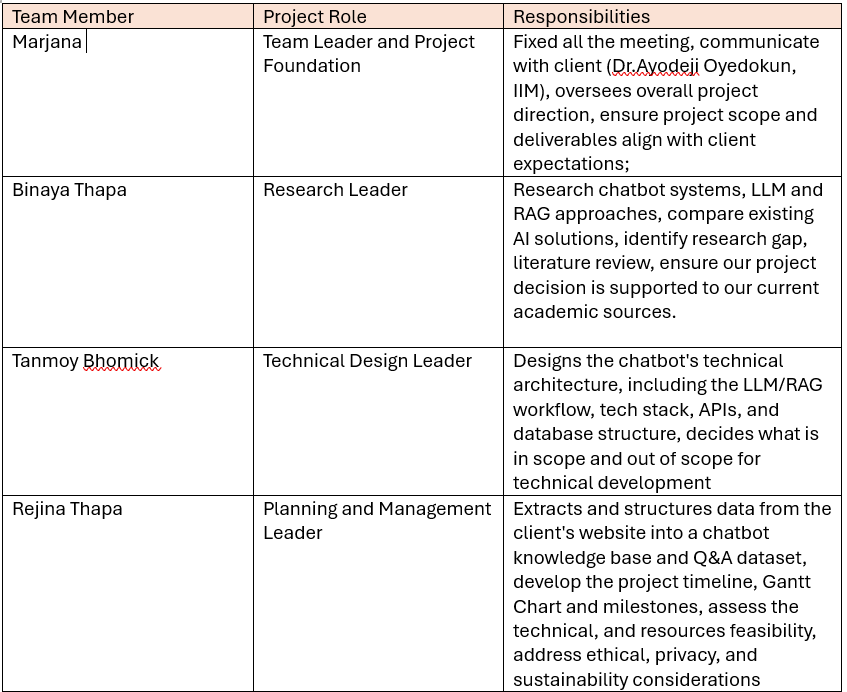 Team Member
Project Role
Responsibilities
Marjana
Team Leader and Project
Foundation
Fixed all the meeting, communicate
with client (Dr.Ayodeji Oyedokun,
IIM), oversees overall project
direction, ensure project scope and
deliverables align with client
expectations;
Binaya Thapa
Research Leader
Research chatbot systems, LLM and
RAG approaches, compare existing
AI solutions, identify research gap,
literature review, ensure our project
decision is supported to our current
academic sources.
Tanmoy Bhomick
Technical Design Leader
Designs the chatbot's technical
architecture, including the LLM/RAG
workflow, tech stack, APIs, and
database structure, decides what is
in scope and out of scope for
technical development
Rejina Thapa
Planning and Management
Leader
Extracts and structures data from the
client's website into a chatbot
knowledge base and Q&A dataset,
develop the project timeline, Gantt
Chart and milestones, assess the
technical, and resources feasibility,
address ethical, privacy, and
sustainability considerations